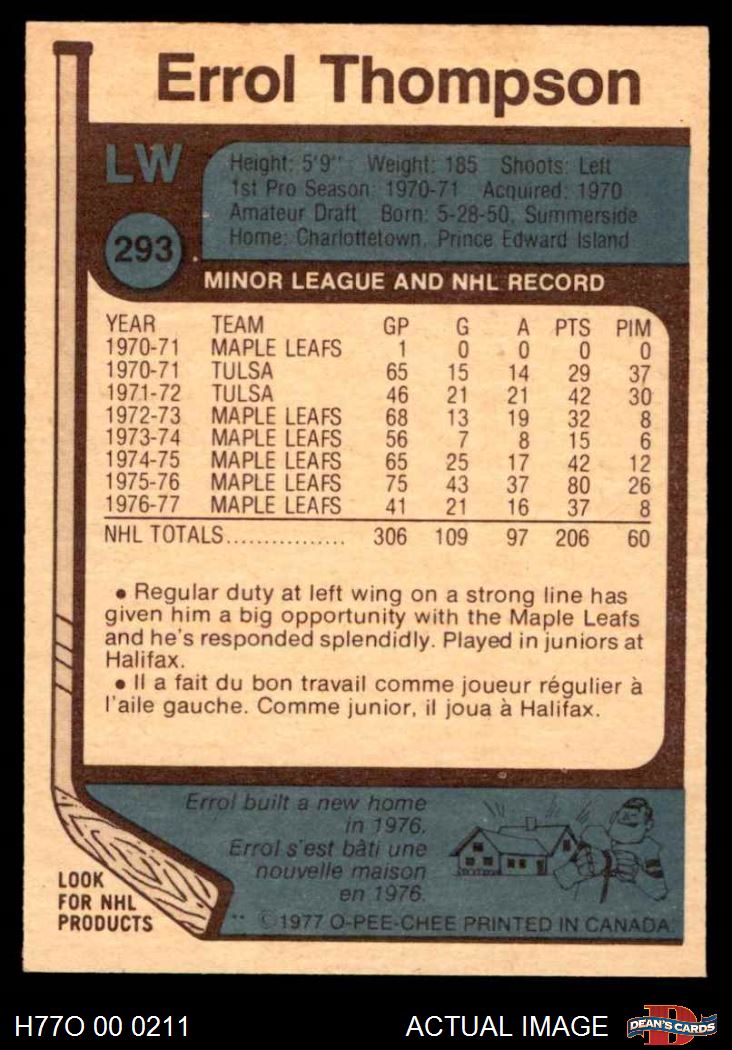 Errol Thompson
LW
Height: 5'9" Weight: 185 Shoots: Left
1st Pro Season: 1970-71 Acquired: 1970
Amateur Draft Born: 5-28-50, Summerside
Home: Charlottetown, Prince Edward Island
293
MINOR LEAGUE AND NHL RECORD
YEAR TEAM GP G A PTS PIM
1970-71 MAPLE LEAFS 1 0 0 0 0
1970-71 TULSA 65 15 14 29 37
1971-72 TULSA 46 21 21 42 30
1972-73 MAPLE LEAFS 68 13 19 32 8
1973-74 MAPLE LEAFS 56 7 8 15 6
1974-75 MAPLE LEAFS 65 25 17 42 12
1975-76 MAPLE LEAFS 75 43 37 80 26
1976-77 MAPLE LEAFS 41 21 16 37 8
NHL TOTALS................ 306 109 97 206 60
• Regular duty at left wing on a strong line has
given him a big opportunity with the Maple Leafs
and he's responded splendidly. Played in juniors at
Halifax.
• Il a fait du bon travail comme joueur régulier à
l'aile gauche. Comme junior, il joua à Halifax.
Errol built a new home
in 1976.
Errol s'est bâti une
nouvelle maison
en 1976.
LOOK
FOR NHL
PRODUCTS
** ©1977 O-PEE-CHEE PRINTED IN CANADA.
H77O 00 0211 ACTUAL IMAGE
D
DEAN'S CARDS